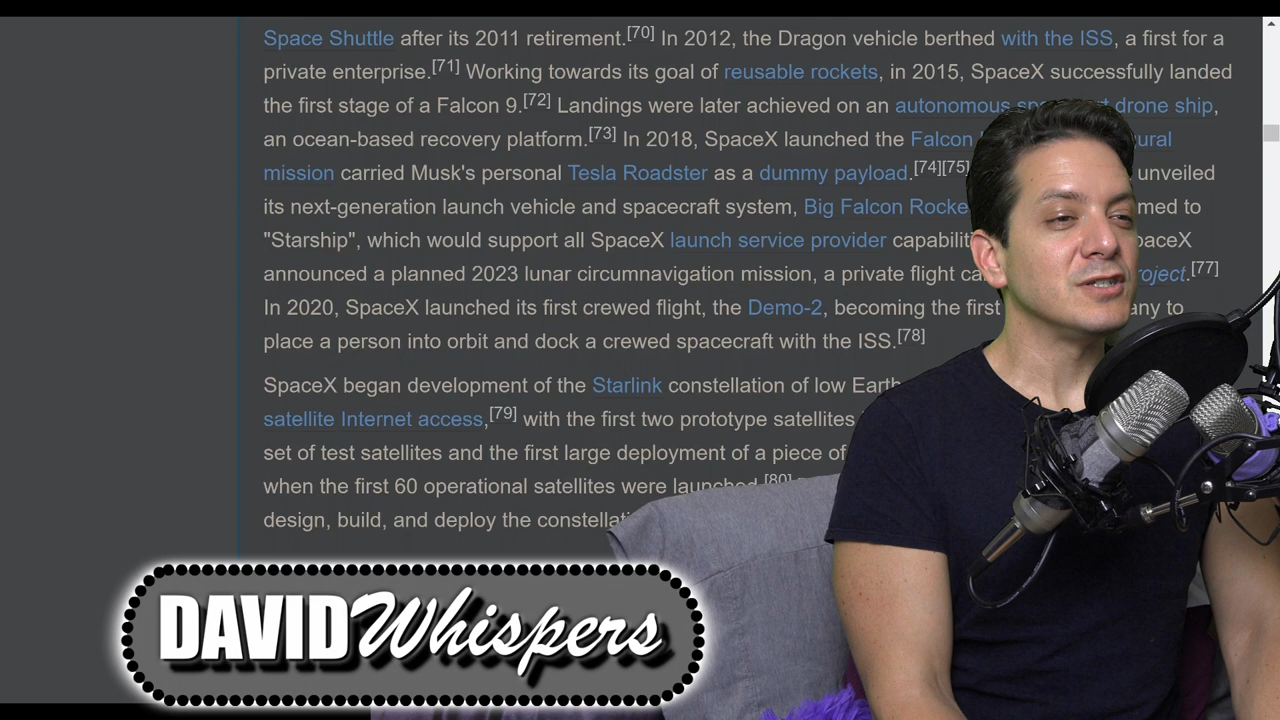 Space Shuttle after its 2011 retirement.[70] In 2012, the Dragon vehicle berthed with the ISS, a first for a
private enterprise.[71] Working towards its goal of reusable rockets, in 2015, SpaceX successfully landed
the first stage of a Falcon 9.[72] Landings were later achieved on an autonomous drone ship,
an ocean-based recovery platform.[73] In 2018, SpaceX launched the Falcon
mission carried Musk's personal Tesla Roadster as a dummy payload.[74][75] unveiled
its next-generation launch vehicle and spacecraft system, Big Falcon to
"Starship", which would support all SpaceX launch service provider
announced a planned 2023 lunar circumnavigation mission, a private flight [77]
In 2020, SpaceX launched its first crewed flight, the Demo-2, becoming the first to
place a person into orbit and dock a crewed spacecraft with the ISS.[78]
SpaceX began development of the Starlink constellation of low
satellite Internet access,[79] with the first two prototype satellites
set of test satellites and the first large deployment of a piece of
when the first 60 operational satellites were launched.[80]
design, build, and deploy the
DAVID Whispers